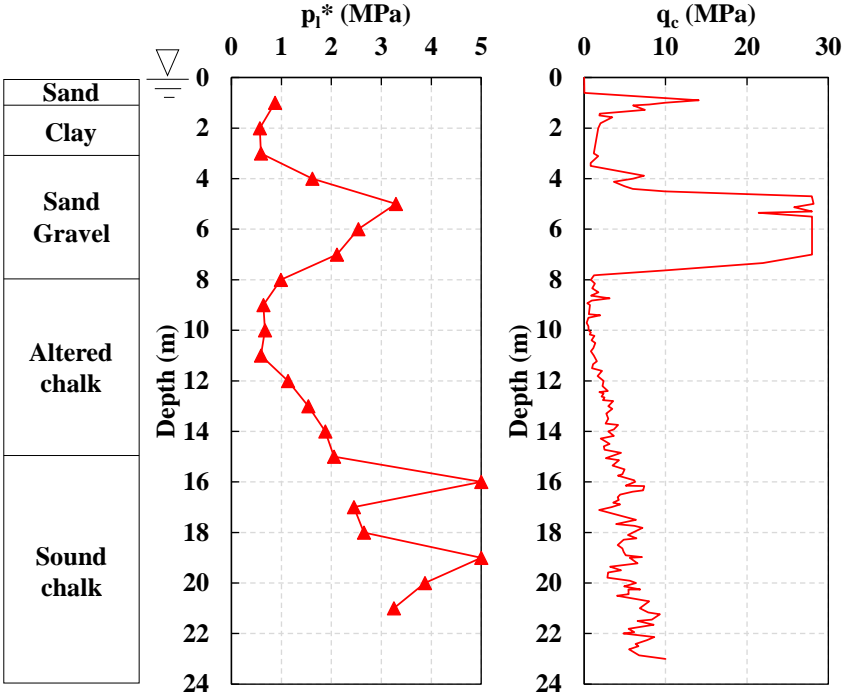 p_l* (MPa)
0 1 2 3 4 5
q_c (MPa)
0 10 20 30
Sand
Clay
Sand
Gravel
Altered
chalk
Sound
chalk
Depth (m)
0
2
4
6
8
10
12
14
16
18
20
22
24
Depth (m)
0
2
4
6
8
10
12
14
16
18
20
22
24